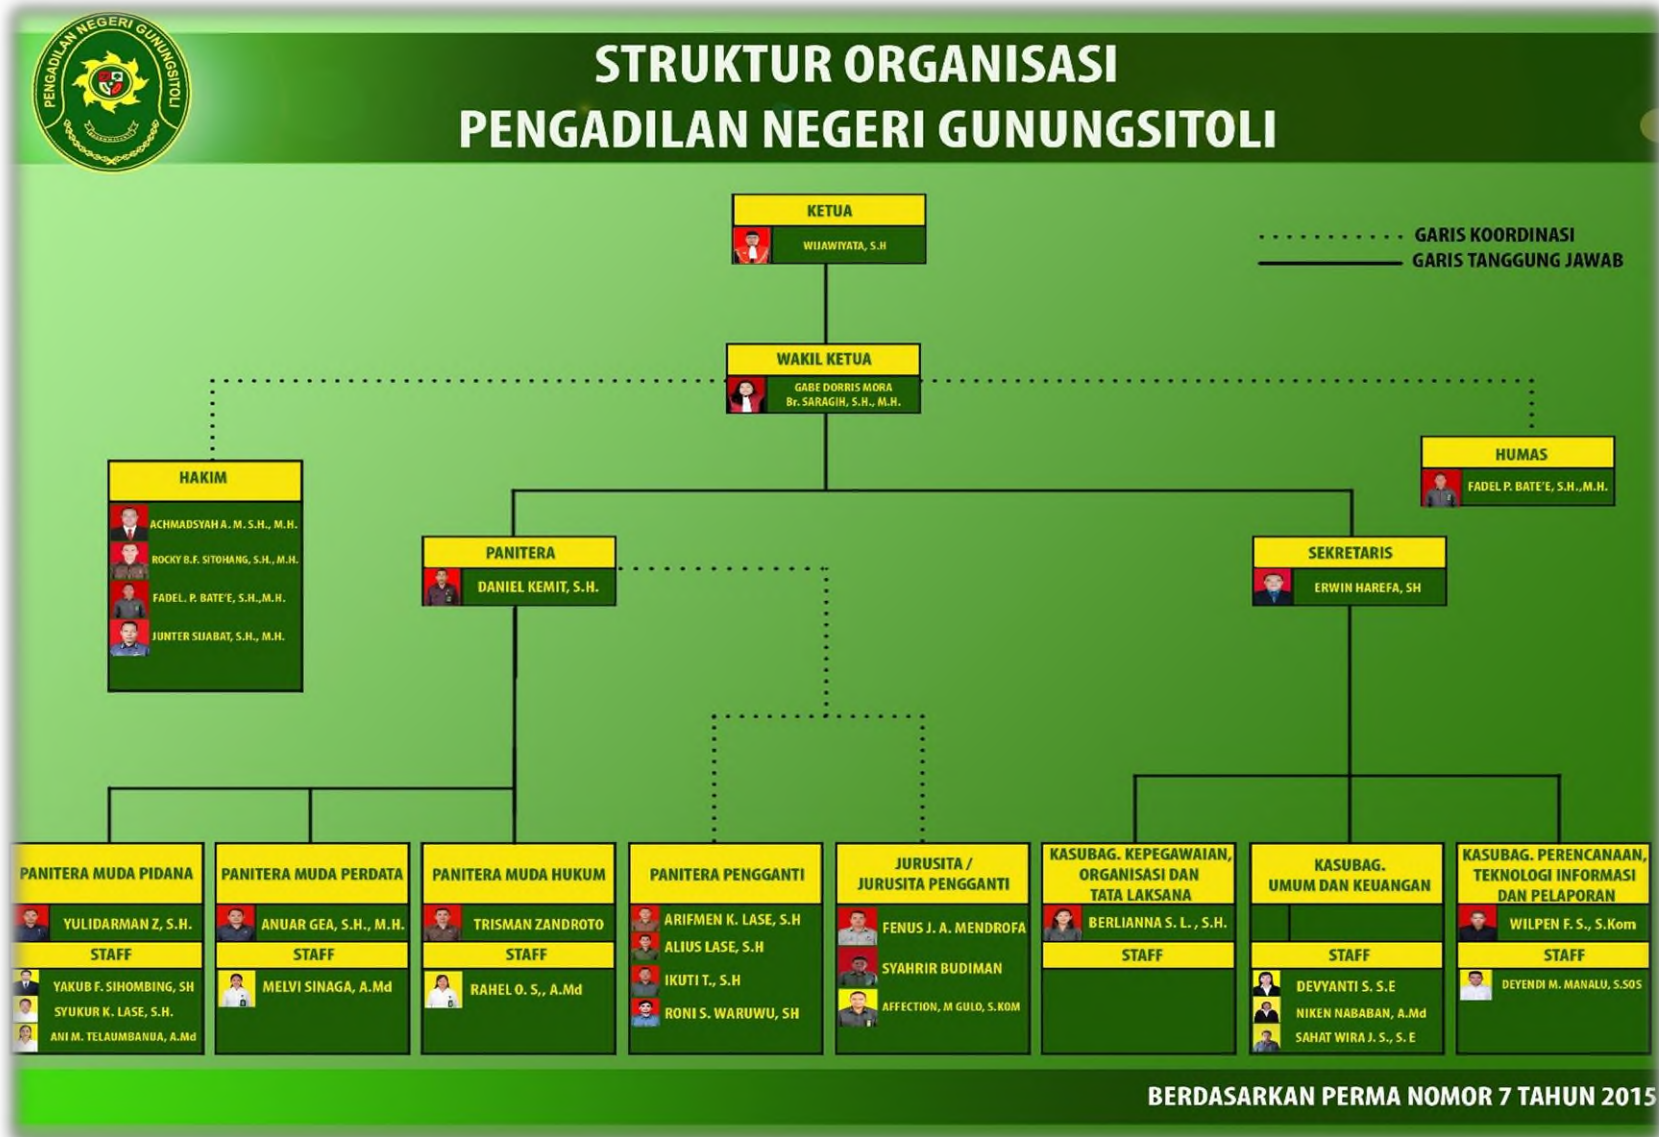 PENGADILAN NEGERI GUNUNGSITOLI
STRUKTUR ORGANISASI
PENGADILAN NEGERI GUNUNGSITOLI
KETUA
WIJAWIYATA, S.H
GARIS KOORDINASI
GARIS TANGGUNG JAWAB
WAKIL KETUA
GABE DORRIS MORA
Br. SARAGIH, S.H., M.H.
HAKIM
ACHMADSYAH A. M. S.H., M.H.
ROCKY B.F. SITOHANG, S.H., M.H.
FADEL. P. BATE'E, S.H.,M.H.
JUNTER SIJABAT, S.H., M.H.
HUMAS
FADEL P. BATE'E, S.H.,M.H.
PANITERA
DANIEL KEMIT, S.H.
SEKRETARIS
ERWIN HAREFA, SH
PANITERA MUDA PIDANA
YULIDARMAN Z, S.H.
STAFF
YAKUB F. SIHOMBING, SH
SYUKUR K. LASE, S.H.
ANI M. TELAUMBANUA, A.Md
PANITERA MUDA PERDATA
ANUAR GEA, S.H., M.H.
STAFF
MELVI SINAGA, A.Md
PANITERA MUDA HUKUM
TRISMAN ZANDROTO
STAFF
RAHEL O. S,, A.Md
PANITERA PENGGANTI
ARIFMEN K. LASE, S.H
ALIUS LASE, S.H
IKUTI T., S.H
RONI S. WARUWU, SH
JURUSITA /
JURUSITA PENGGANTI
FENUS J. A. MENDROFA
SYAHRIR BUDIMAN
AFFECTION, M GULO, S.KOM
KASUBAG. KEPEGAWAIAN,
ORGANISASI DAN
TATA LAKSANA
BERLIANNA S. L. , S.H.
STAFF
KASUBAG.
UMUM DAN KEUANGAN
STAFF
DEVYANTI S. S.E
NIKEN NABABAN, A.Md
SAHAT WIRA J. S., S. E
KASUBAG. PERENCANAAN,
TEKNOLOGI INFORMASI
DAN PELAPORAN
WILPEN F. S., S.Kom
STAFF
DEYENDI M. MANALU, S.SOS
BERDASARKAN PERMA NOMOR 7 TAHUN 2015